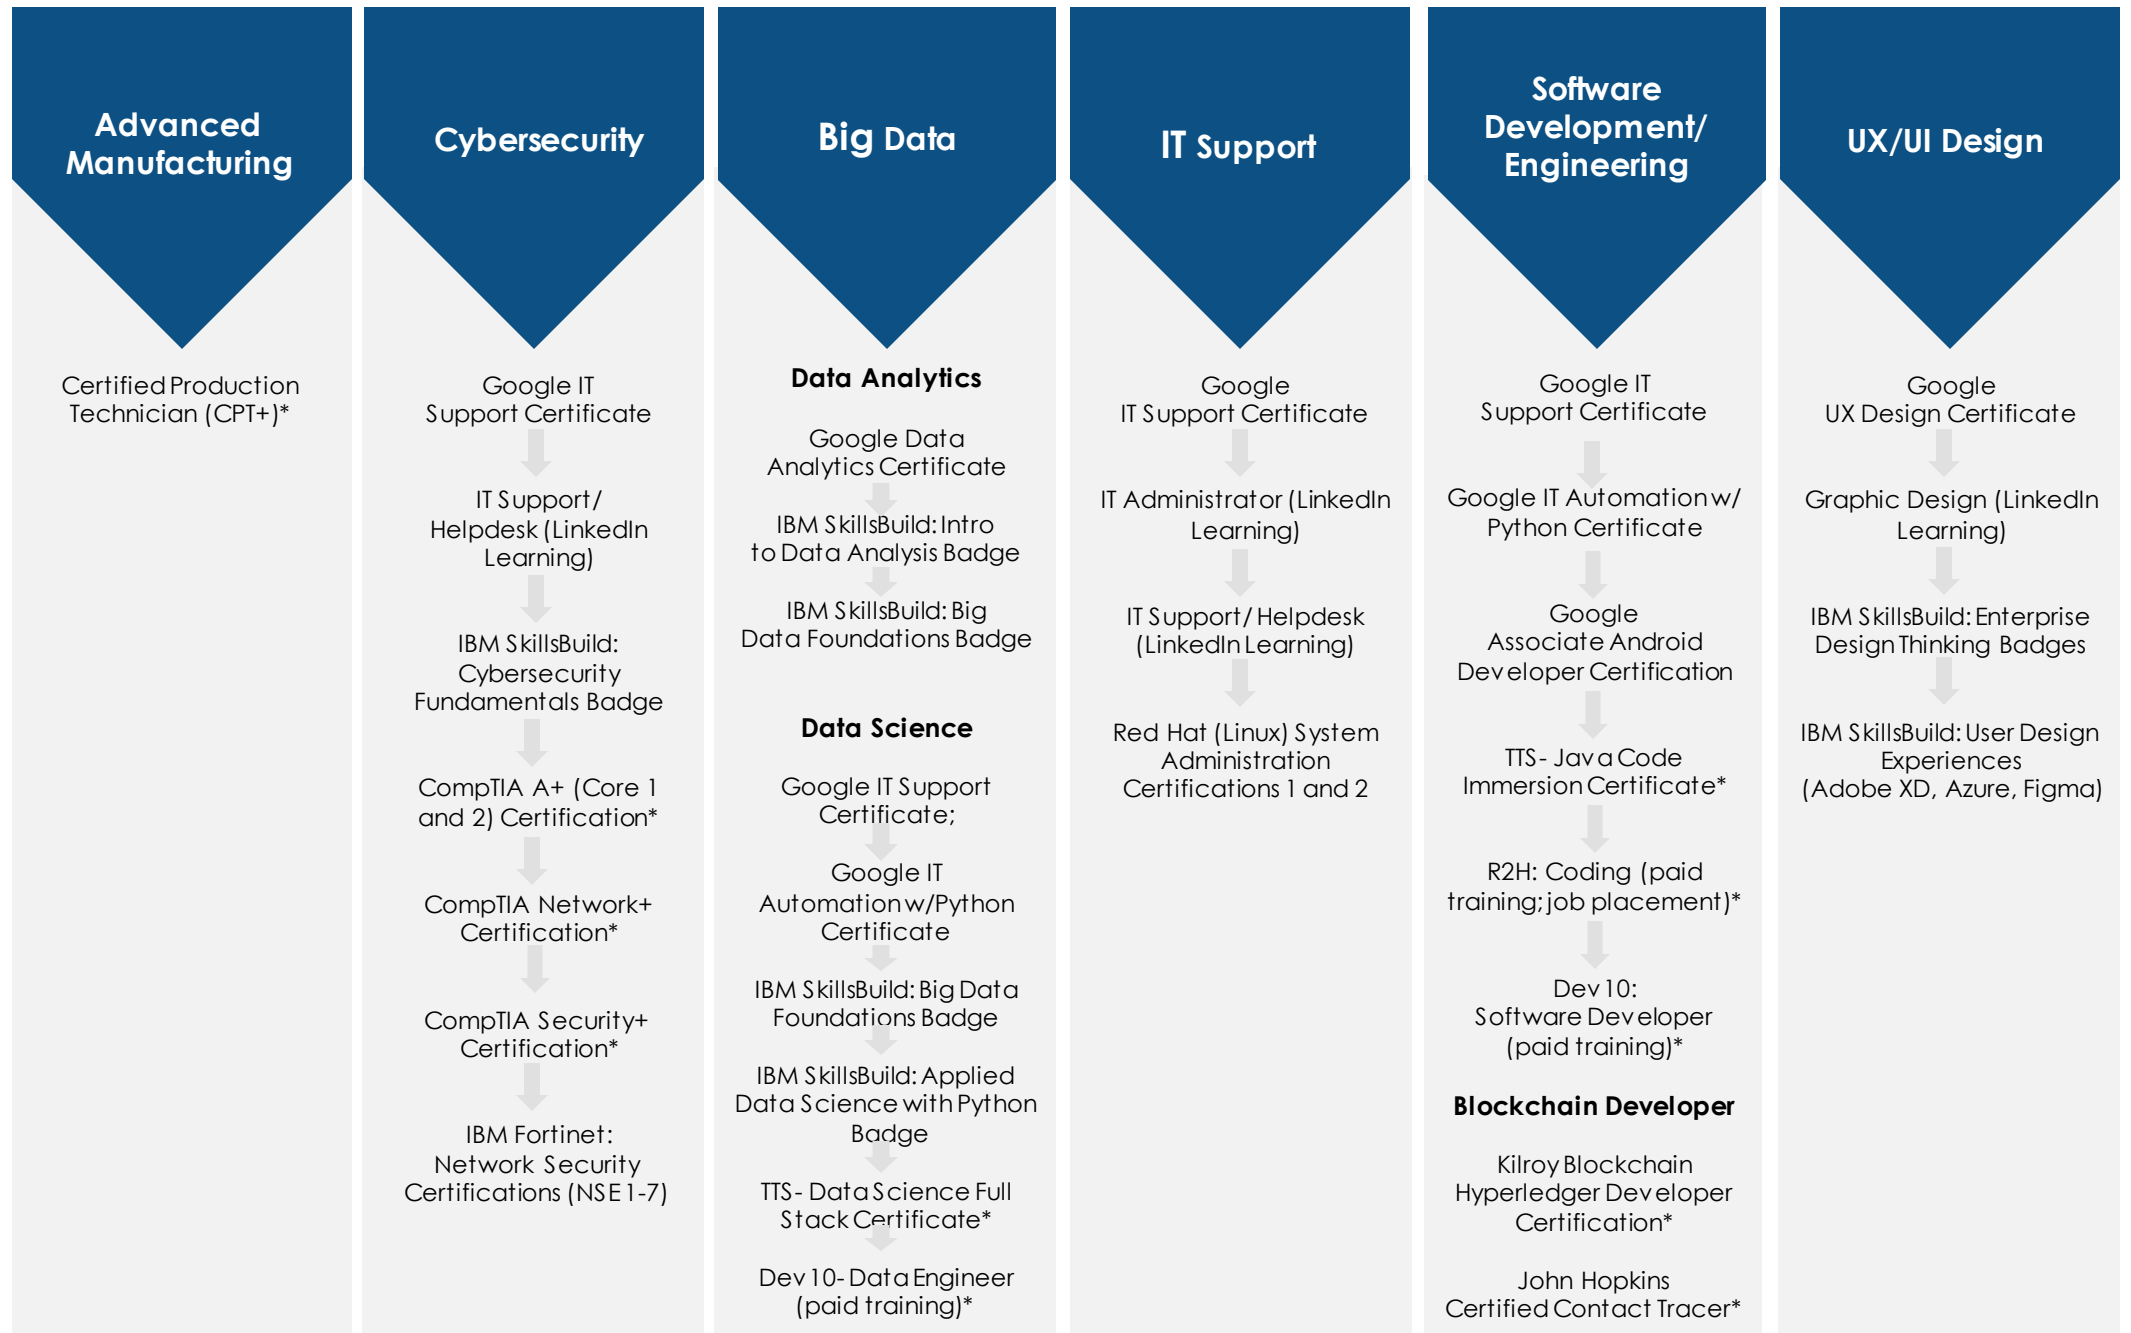 Advanced
Manufacturing
Certified Production
Technician (CPT+)*
Cybersecurity
Google IT
Support Certificate
IT Support/
Helpdesk (LinkedIn
Learning)
IBM SkillsBuild:
Cybersecurity
Fundamentals Badge
CompTIA A+ (Core 1
and 2) Certification*
CompTIA Network+
Certification*
CompTIA Security+
Certification*
IBM Fortinet:
Network Security
Certifications (NSE 1-7)
Big Data
Data Analytics
Google Data
Analytics Certificate
IBM SkillsBuild: Intro
to Data Analysis Badge
IBM SkillsBuild: Big
Data Foundations Badge
Data Science
Google IT Support
Certificate;
Google IT
Automation w/Python
Certificate
IBM SkillsBuild: Big Data
Foundations Badge
IBM SkillsBuild: Applied
Data Science with Python
Badge
TTS- Data Science Full
Stack Certificate*
Dev 10- Data Engineer
(paid training)*
IT Support
Google
IT Support Certificate
IT Administrator (LinkedIn
Learning)
IT Support/ Helpdesk
(LinkedIn Learning)
Red Hat (Linux) System
Administration
Certifications 1 and 2
Software
Development/
Engineering
Google IT
Support Certificate
Google IT Automation w/
Python Certificate
Google
Associate Android
Developer Certification
TTS- Java Code
Immersion Certificate*
R2H: Coding (paid
training; job placement)*
Dev 10:
Software Developer
(paid training)*
Blockchain Developer
Kilroy Blockchain
Hyperledger Developer
Certification*
John Hopkins
Certified Contact Tracer*
UX/UI Design
Google
UX Design Certificate
Graphic Design (LinkedIn
Learning)
IBM SkillsBuild: Enterprise
Design Thinking Badges
IBM SkillsBuild: User Design
Experiences
(Adobe XD, Azure, Figma)